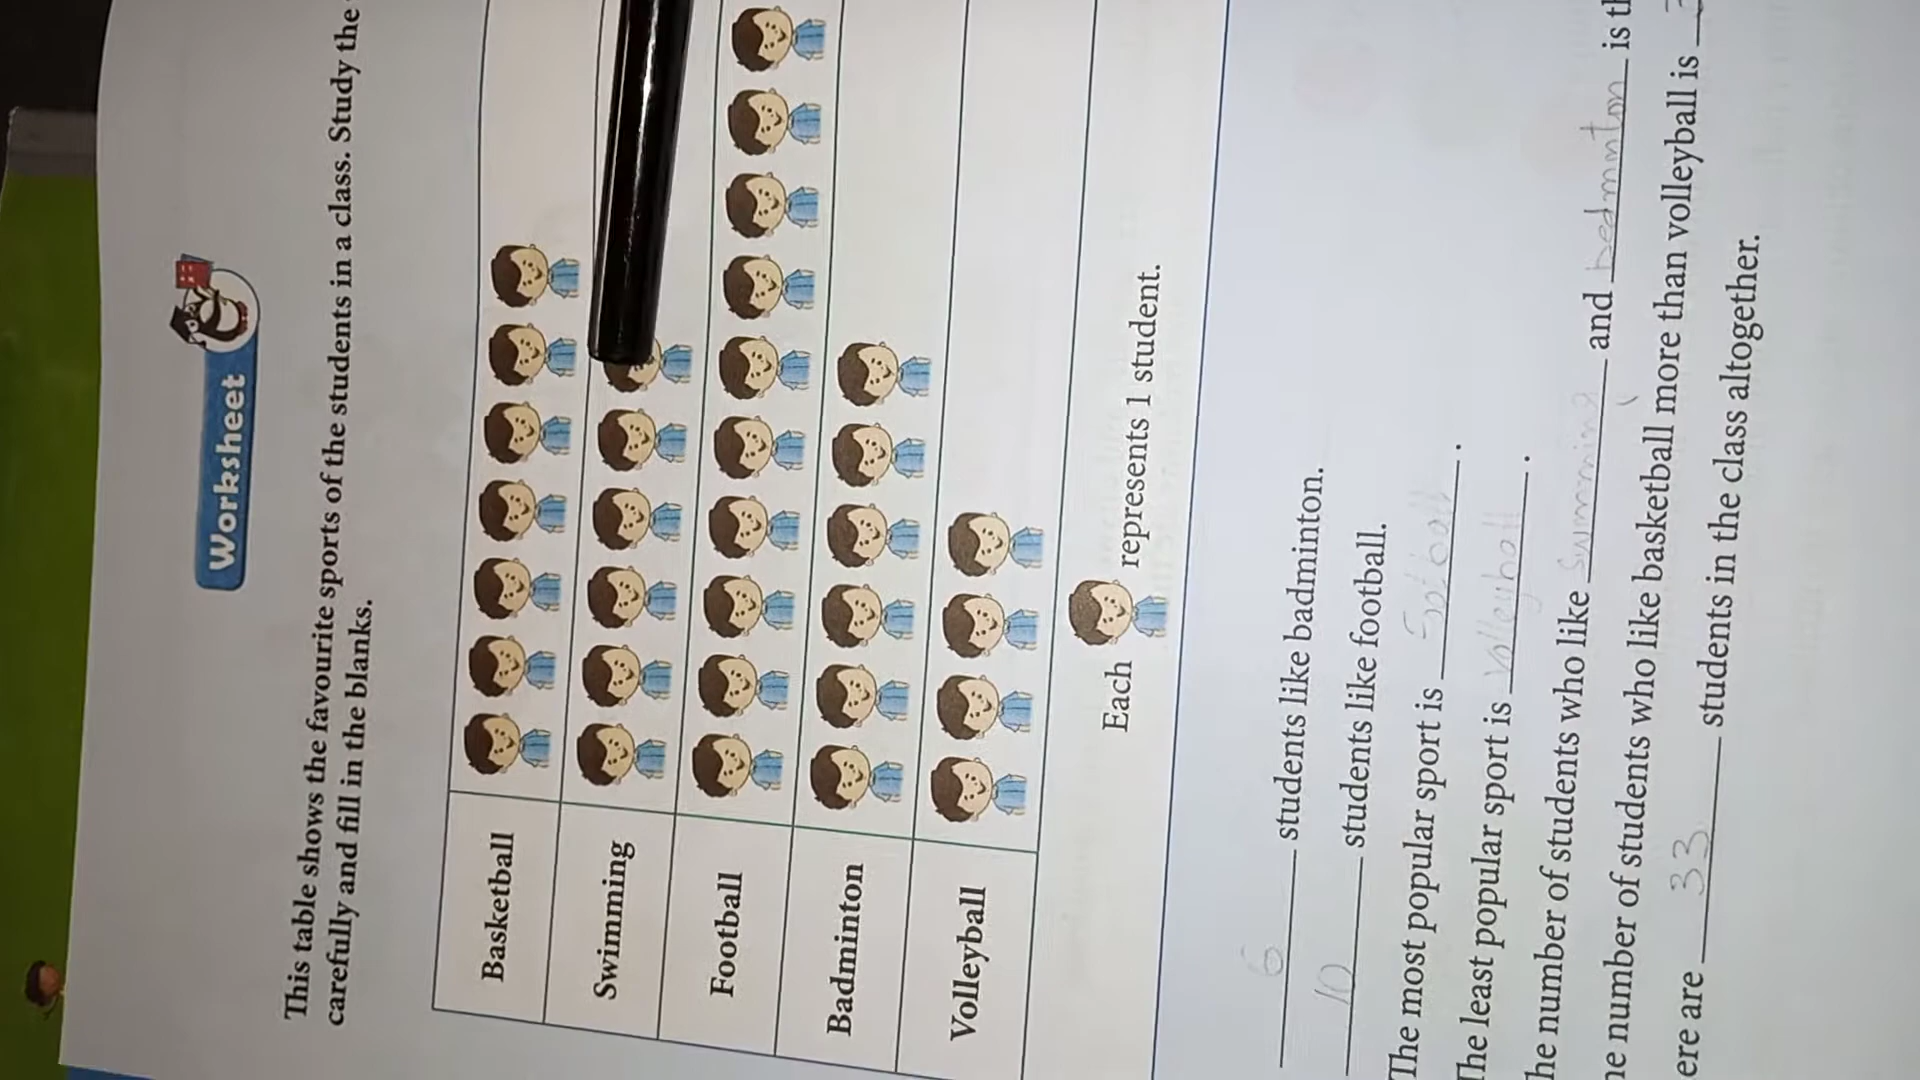 Worksheet
This table shows the favourite sports of the students in a class. Study the
carefully and fill in the blanks.
Basketball
Swimming
Football
Badminton
Volleyball
Each represents 1 student.
6 students like badminton.
10 students like football.
The most popular sport is football.
The least popular sport is volleyball.
he number of students who like swimming and bedmnton is th
he number of students who like basketball more than volleyball is
ere are 33 students in the class altogether.